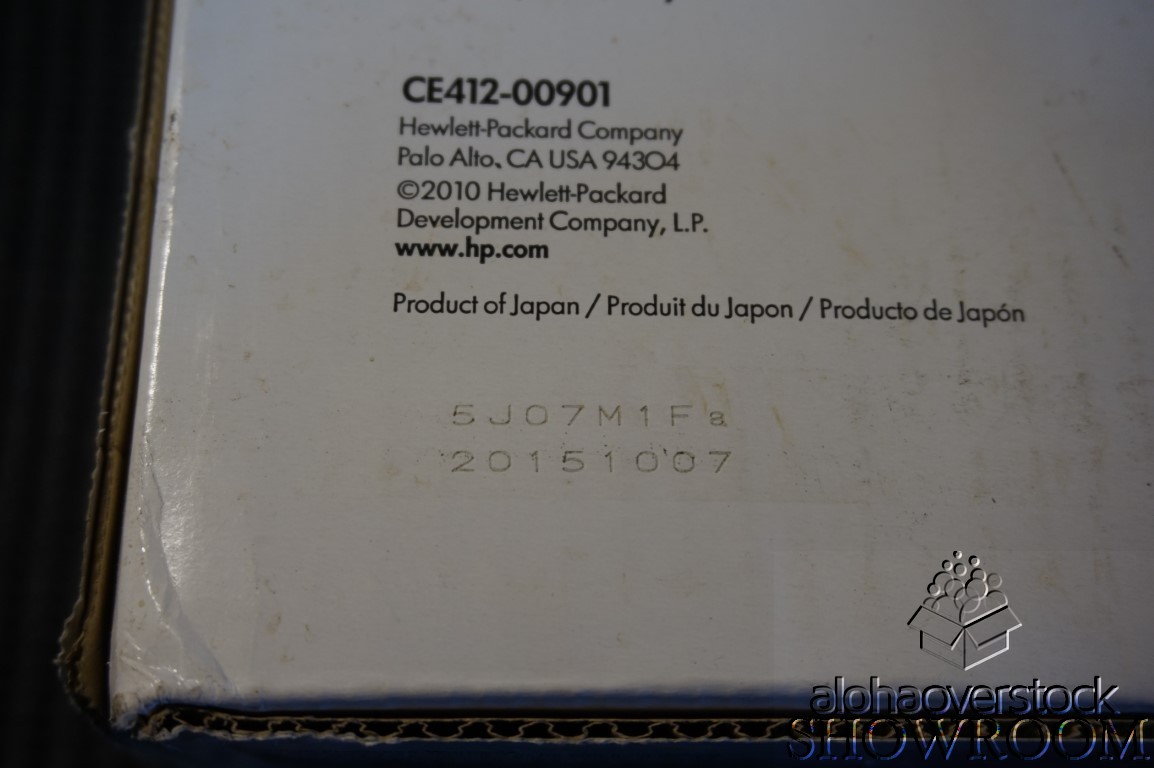 CE412-00901
Hewlett-Packard Company
Palo Alto, CA USA 94304
©2010 Hewlett-Packard
Development Company, L.P.
www.hp.com
Product of Japan / Produit du Japon / Producto de Japón
5J07M1Fa
20151007
alohaoverstock
SHOWROOM